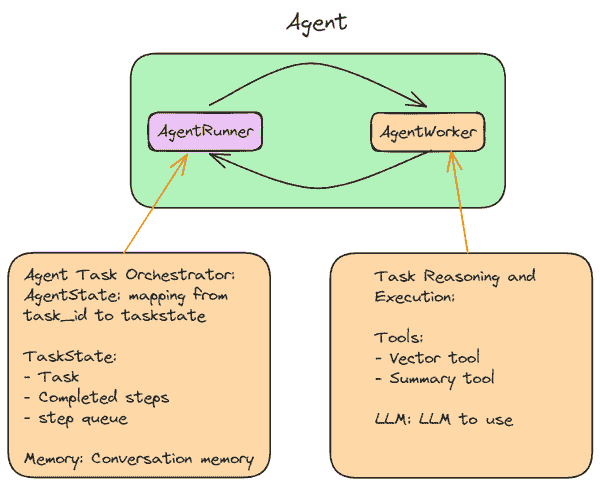 Agent
AgentRunner
AgentWorker
Agent Task Orchestrator:
AgentState: mapping from
task_id to taskstate
TaskState:
- Task
- Completed steps
- step queue
Memory: Conversation memory
Task Reasoning and
Execution:
Tools:
- Vector tool
- Summary tool
LLM: LLM to use